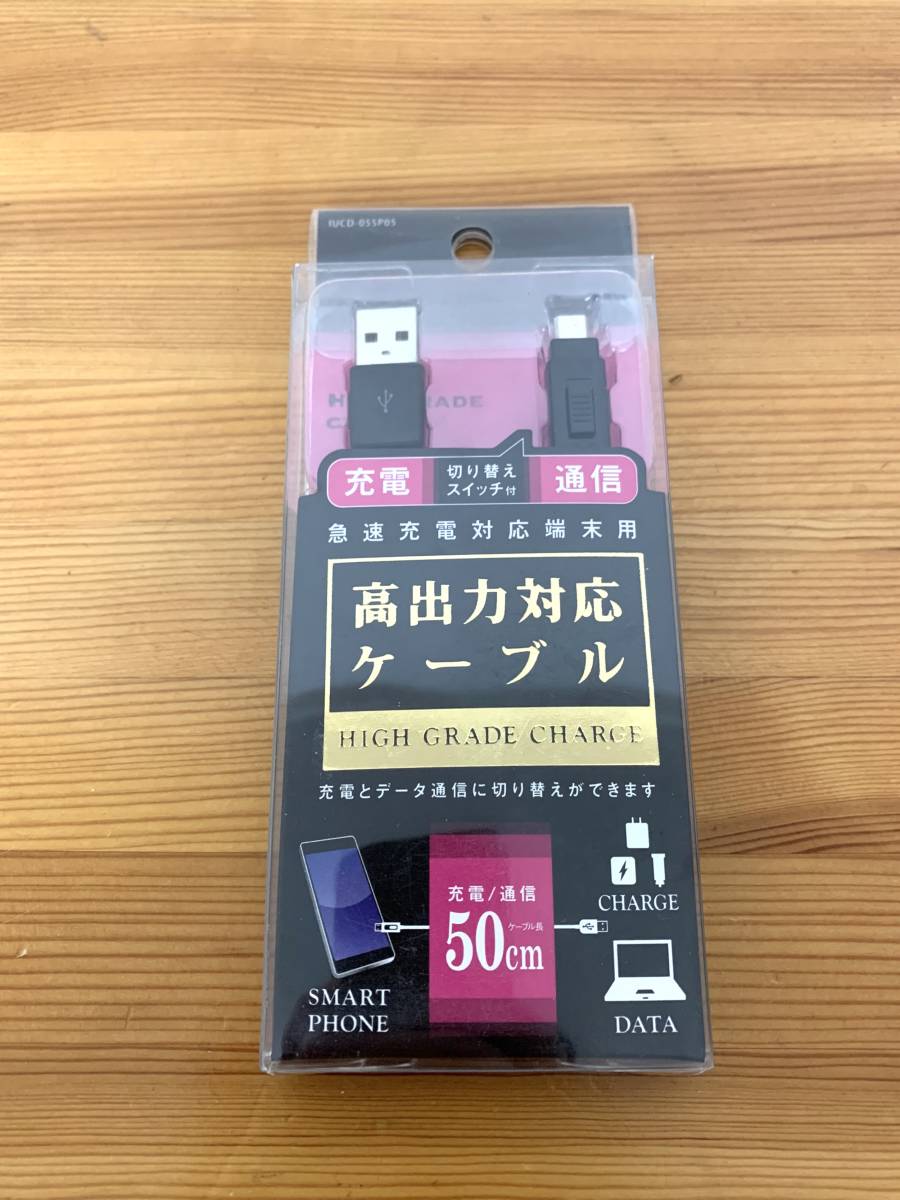 IUCD-05SP05
充電
切り替え
スイッチ付
通信
急速充電対応端末用
高出力対応
ケーブル
HIGH GRADE CHARGE
充電とデータ通信に切り替えができます
充電/通信
ケーブル長
50cm
SMART
PHONE
CHARGE
DATA